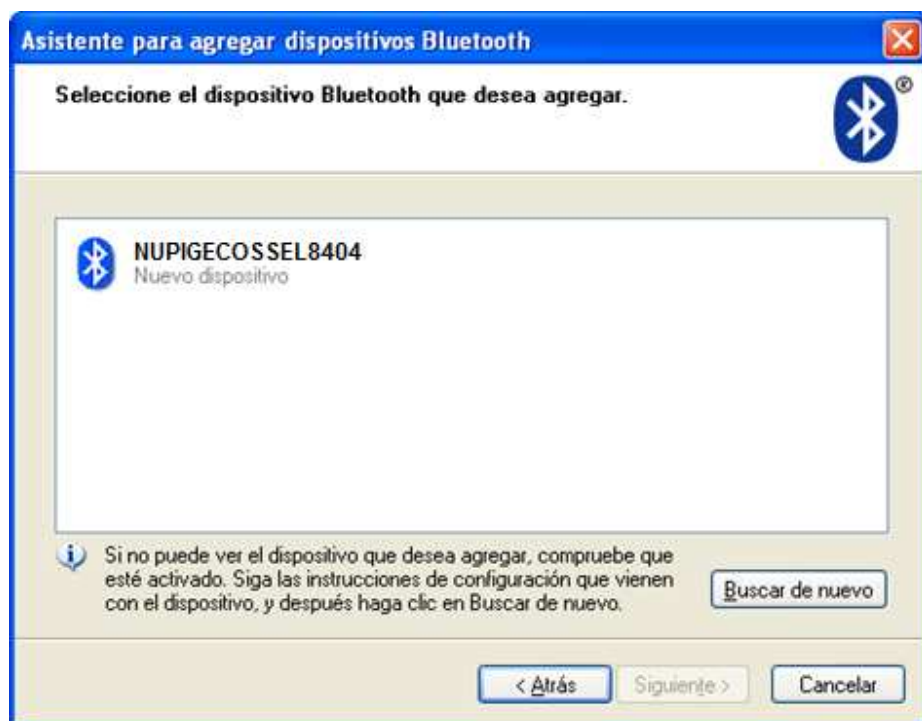 Asistente para agregar dispositivos Bluetooth
Seleccione el dispositivo Bluetooth que desea agregar.
®
NUPIGECOSSEL8404
Nuevo dispositivo
Si no puede ver el dispositivo que desea agregar, compruebe que
esté activado. Siga las instrucciones de configuración que vienen
con el dispositivo, y después haga clic en Buscar de nuevo.
Buscar de nuevo
< Atrás
Siguiente >
Cancelar